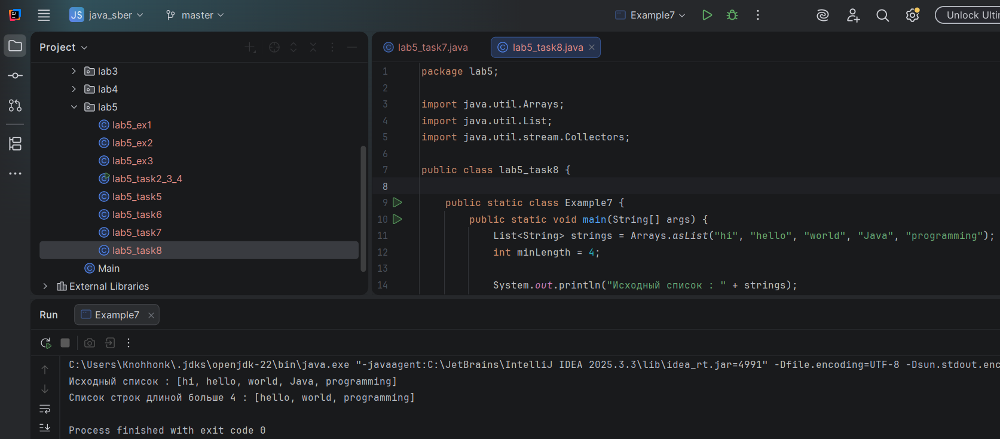 JS java_sber master Example7 Unlock Ulti
Project
lab5_task7.java lab5_task8.java
lab3
lab4
lab5
lab5_ex1
lab5_ex2
lab5_ex3
lab5_task2_3_4
lab5_task5
lab5_task6
lab5_task7
lab5_task8
Main
External Libraries
1 package lab5;
2
3 import java.util.Arrays;
4 import java.util.List;
5 import java.util.stream.Collectors;
6
7 public class lab5_task8 {
8
9 public static class Example7 {
10 public static void main(String[] args) {
11 List<String> strings = Arrays.asList("hi", "hello", "world", "Java", "programming");
12 int minLength = 4;
13
14 System.out.println("Исходный список : " + strings);
Run Example7
C:\Users\Knohhonk\.jdks\openjdk-22\bin\java.exe "-javaagent:C:\JetBrains\IntelliJ IDEA 2025.3.3\lib\idea_rt.jar=4991" -Dfile.encoding=UTF-8 -Dsun.stdout.enc
Исходный список : [hi, hello, world, Java, programming]
Список строк длиной больше 4 : [hello, world, programming]
Process finished with exit code 0